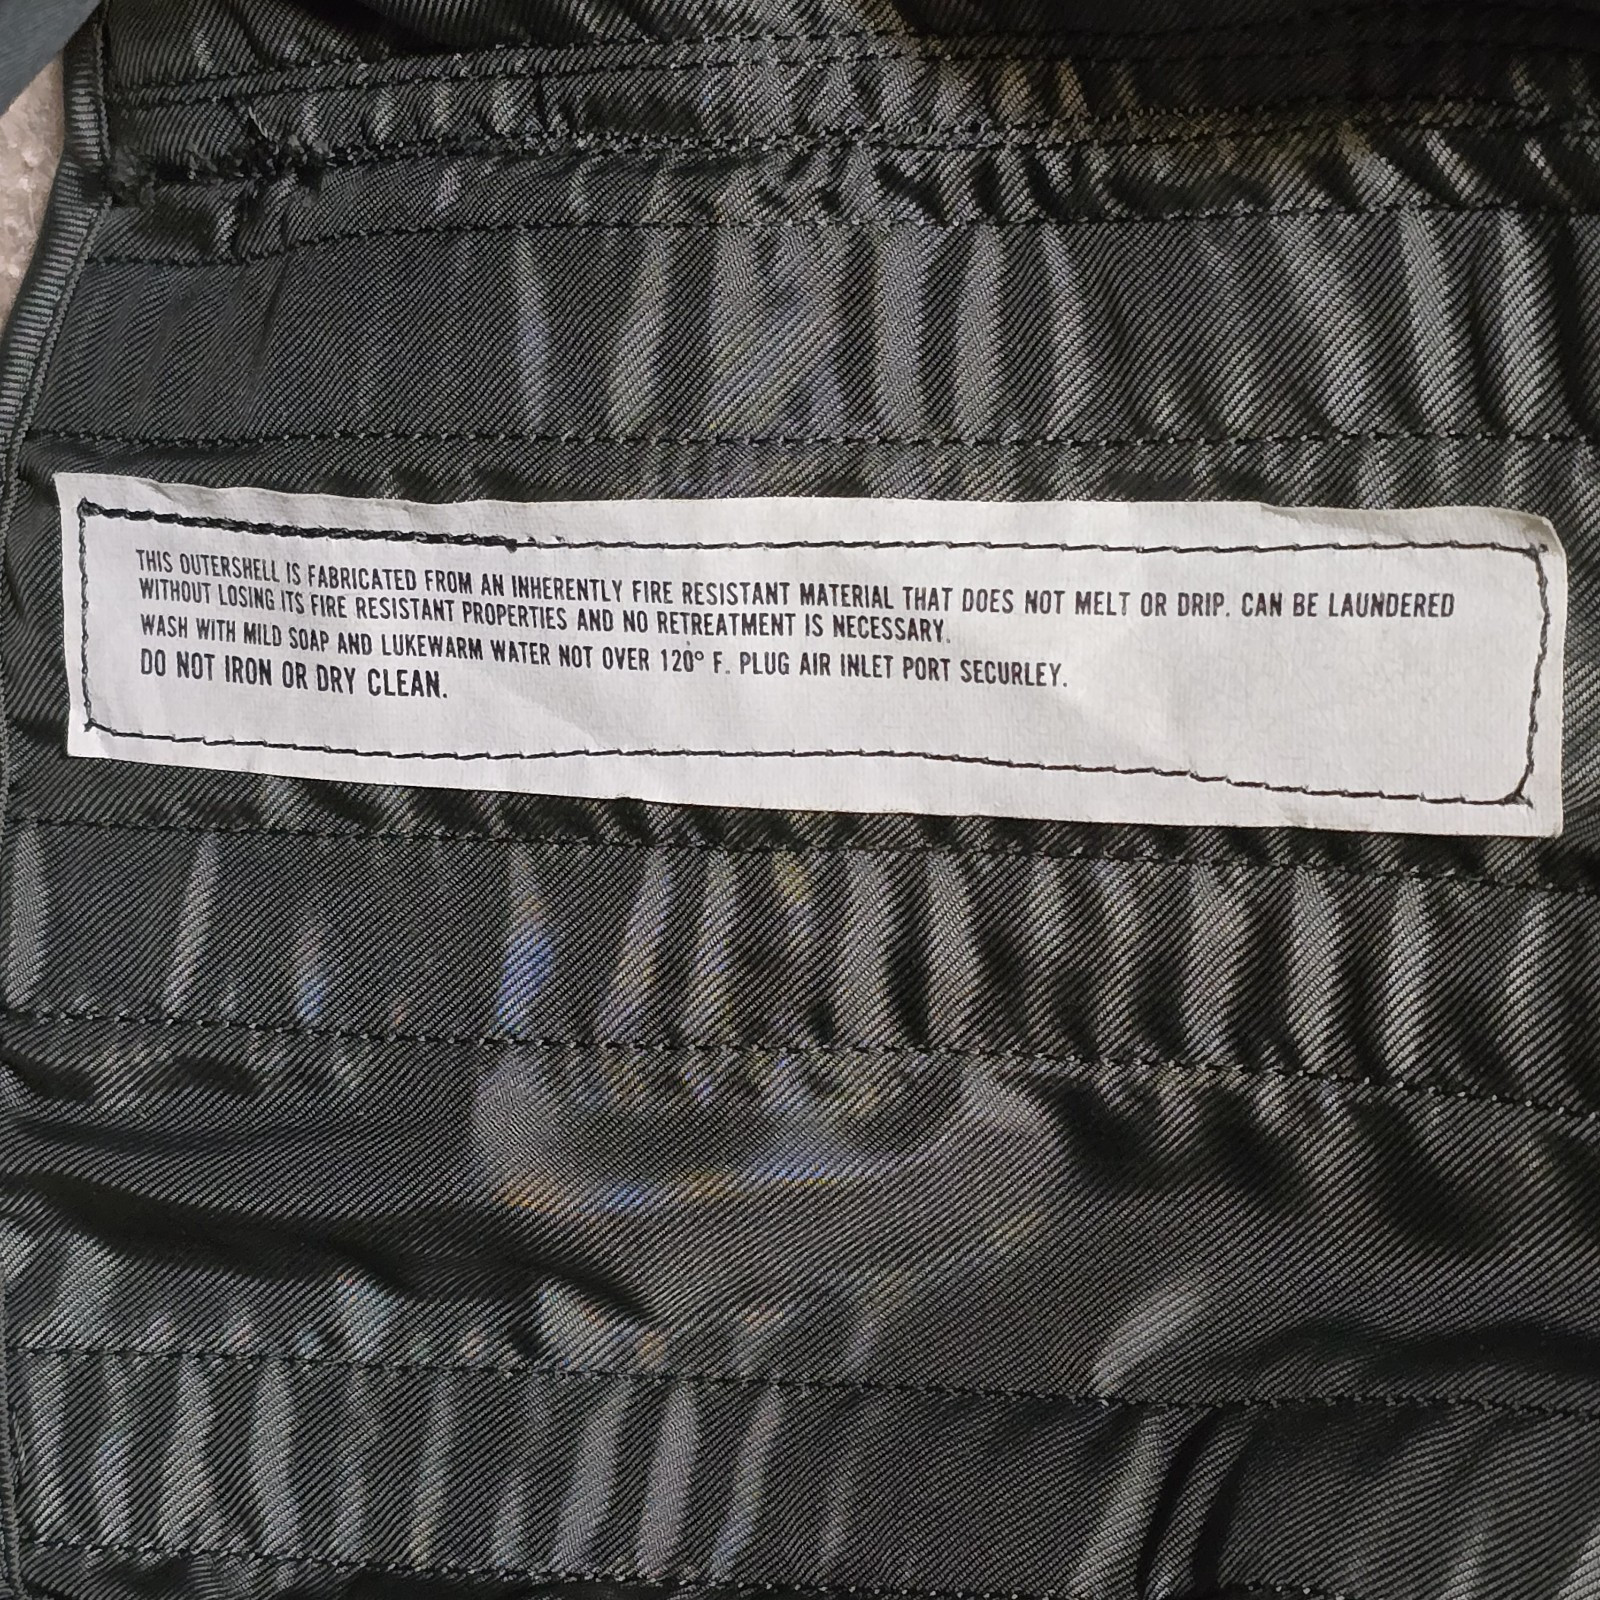 THIS OUTERSHELL IS FABRICATED FROM AN INHERENTLY FIRE RESISTANT MATERIAL THAT DOES NOT MELT OR DRIP. CAN BE LAUNDERED
WITHOUT LOSING ITS FIRE RESISTANT PROPERTIES AND NO RETREATMENT IS NECESSARY.
WASH WITH MILD SOAP AND LUKEWARM WATER NOT OVER 120° F. PLUG AIR INLET PORT SECURLEY.
DO NOT IRON OR DRY CLEAN.